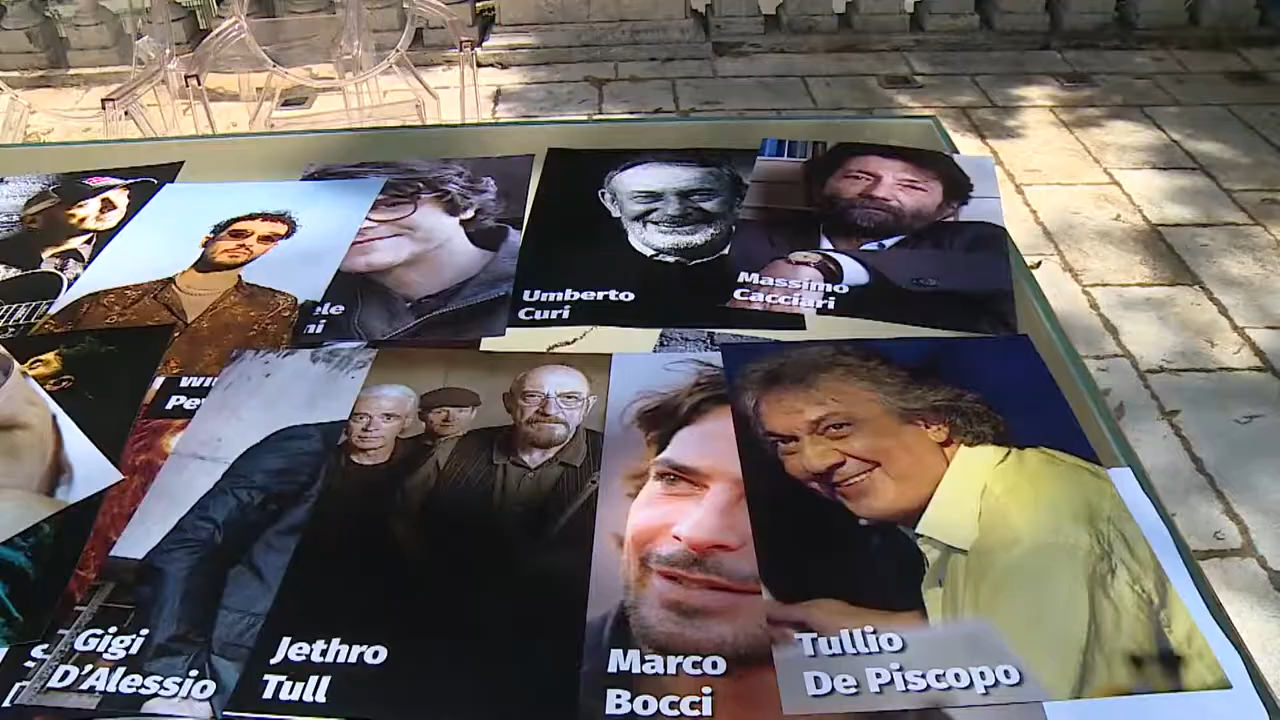 Umberto
Curi
Massimo
Cacciari
Gigi
D'Alessio
Jethro
Tull
Marco
Bocci
Tullio
De Piscopo